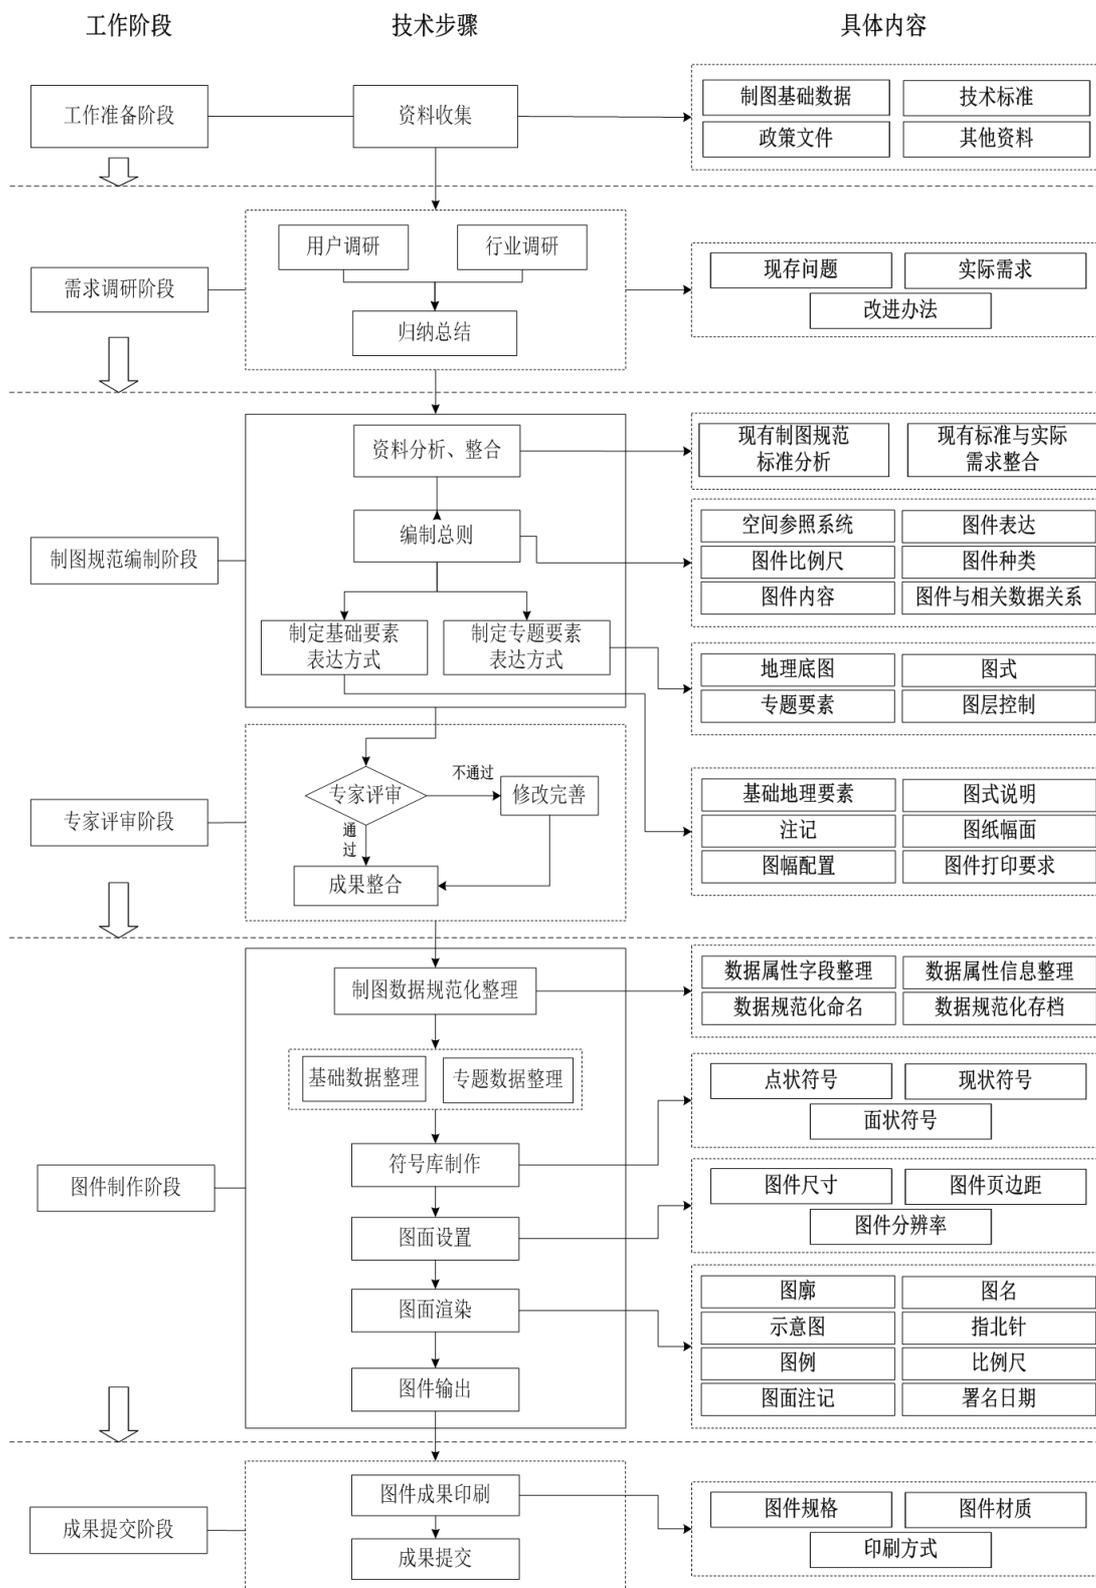 工作阶段
技术步骤
具体内容
工作准备阶段
资料收集
制图基础数据
技术标准
政策文件
其他资料
需求调研阶段
用户调研
行业调研
归纳总结
现存问题
实际需求
改进办法
制图规范编制阶段
资料分析、整合
编制总则
制定基础要素
表达方式
制定专题要素
表达方式
现有制图规范
标准分析
现有标准与实际
需求整合
空间参照系统
图件表达
图件比例尺
图件种类
图件内容
图件与相关数据关系
地理底图
图式
专题要素
图层控制
专家评审阶段
专家评审
不通过
修改完善
通
过
成果整合
基础地理要素
图式说明
注记
图纸幅面
图幅配置
图件打印要求
图件制作阶段
制图数据规范化整理
基础数据整理
专题数据整理
符号库制作
图面设置
图面渲染
图件输出
数据属性字段整理
数据属性信息整理
数据规范化命名
数据规范化存档
点状符号
现状符号
面状符号
图件尺寸
图件页边距
图件分辨率
图廓
图名
示意图
指北针
图例
比例尺
图面注记
署名日期
成果提交阶段
图件成果印刷
成果提交
图件规格
图件材质
印刷方式